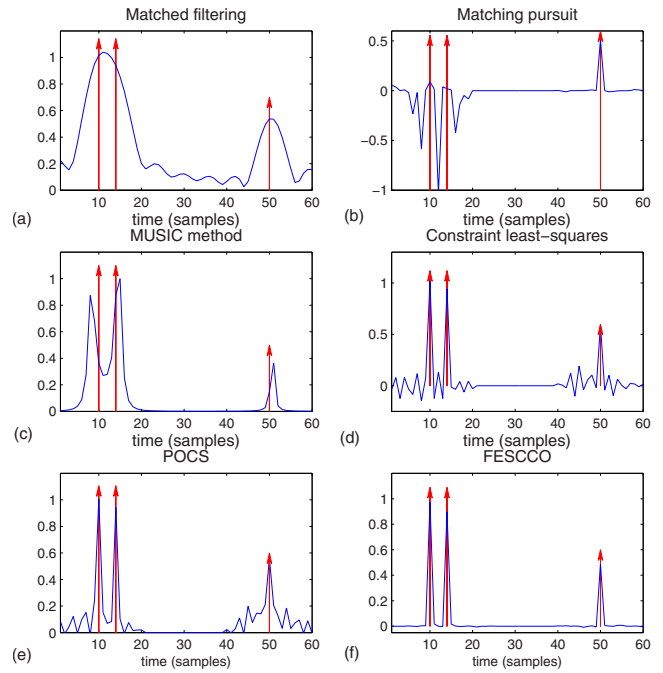 Matched filtering
1
0.8
0.6
0.4
0.2
0
10 20 30 40 50 60
time (samples)
(a)
Matching pursuit
0.5
0
−0.5
−1
10 20 30 40 50 60
time (samples)
(b)
MUSIC method
1
0.8
0.6
0.4
0.2
0
10 20 30 40 50 60
time (samples)
(c)
Constraint least−squares
1
0.5
0
10 20 30 40 50 60
time (samples)
(d)
POCS
1
0.8
0.6
0.4
0.2
0
10 20 30 40 50 60
time (samples)
(e)
FESCCO
1
0.8
0.6
0.4
0.2
0
10 20 30 40 50 60
time (samples)
(f)